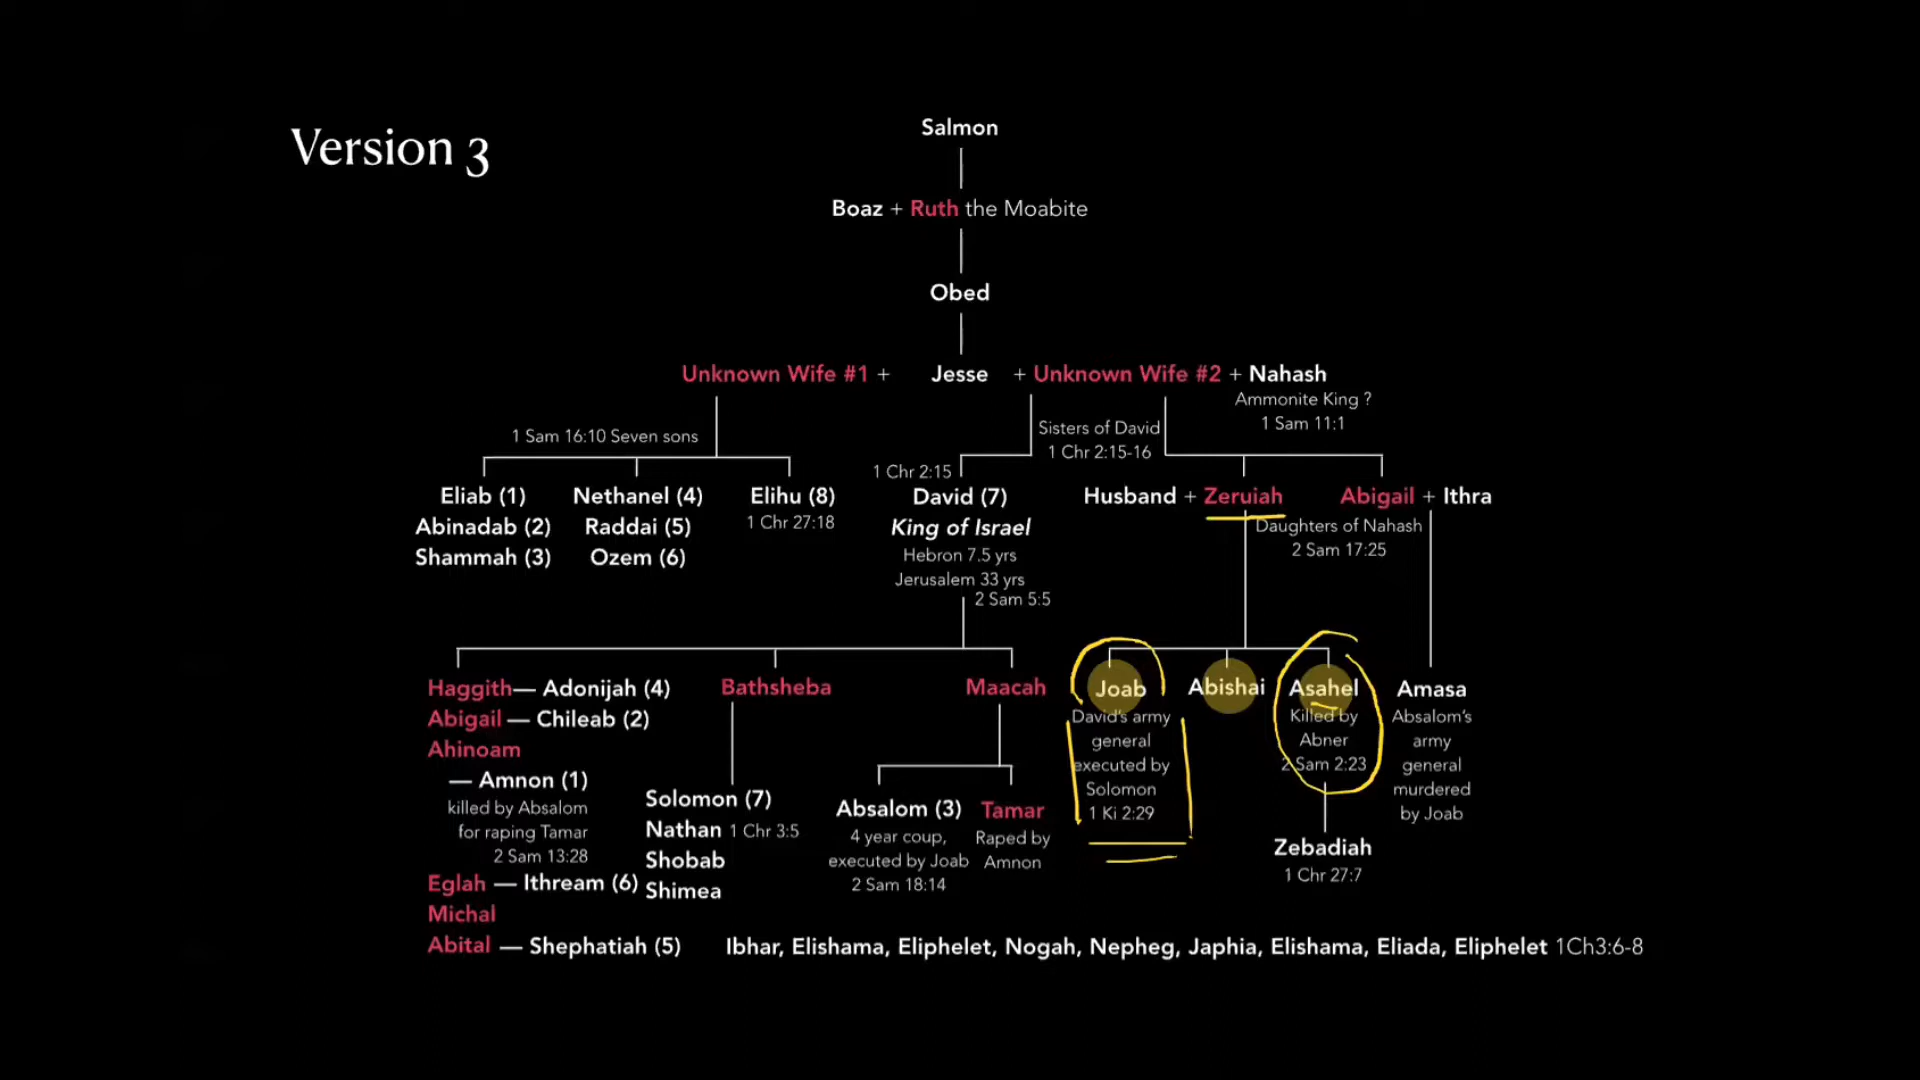 Version 3
Salmon
Boaz + Ruth the Moabite
Obed
Unknown Wife #1 + Jesse + Unknown Wife #2 + Nahash
Ammonite King ?
1 Sam 11:1
1 Sam 16:10 Seven sons
Sisters of David
1 Chr 2:15-16
1 Chr 2:15
Eliab (1)
Abinadab (2)
Shammah (3)
Nethanel (4)
Raddai (5)
Ozem (6)
Elihu (8)
1 Chr 27:18
David (7)
King of Israel
Hebron 7.5 yrs
Jerusalem 33 yrs
2 Sam 5:5
Husband + Zeruiah
Abigail + Ithra
Daughters of Nahash
2 Sam 17:25
Haggith— Adonijah (4)
Abigail — Chileab (2)
Ahinoam
— Amnon (1)
killed by Absalom
for raping Tamar
2 Sam 13:28
Eglah — Ithream (6)
Michal
Abital — Shephatiah (5)
Bathsheba
Solomon (7)
Nathan 1 Chr 3:5
Shobab
Shimea
Maacah
Absalom (3)
4 year coup,
executed by Joab
2 Sam 18:14
Tamar
Raped by
Amnon
Joab
David's army
general
executed by
Solomon
1 Ki 2:29
Abishai
Asahel
Killed by
Abner
2 Sam 2:23
Zebadiah
1 Chr 27:7
Amasa
Absalom's
army
general
murdered
by Joab
Ibhar, Elishama, Eliphelet, Nogah, Nepheg, Japhia, Elishama, Eliada, Eliphelet 1Ch3:6-8